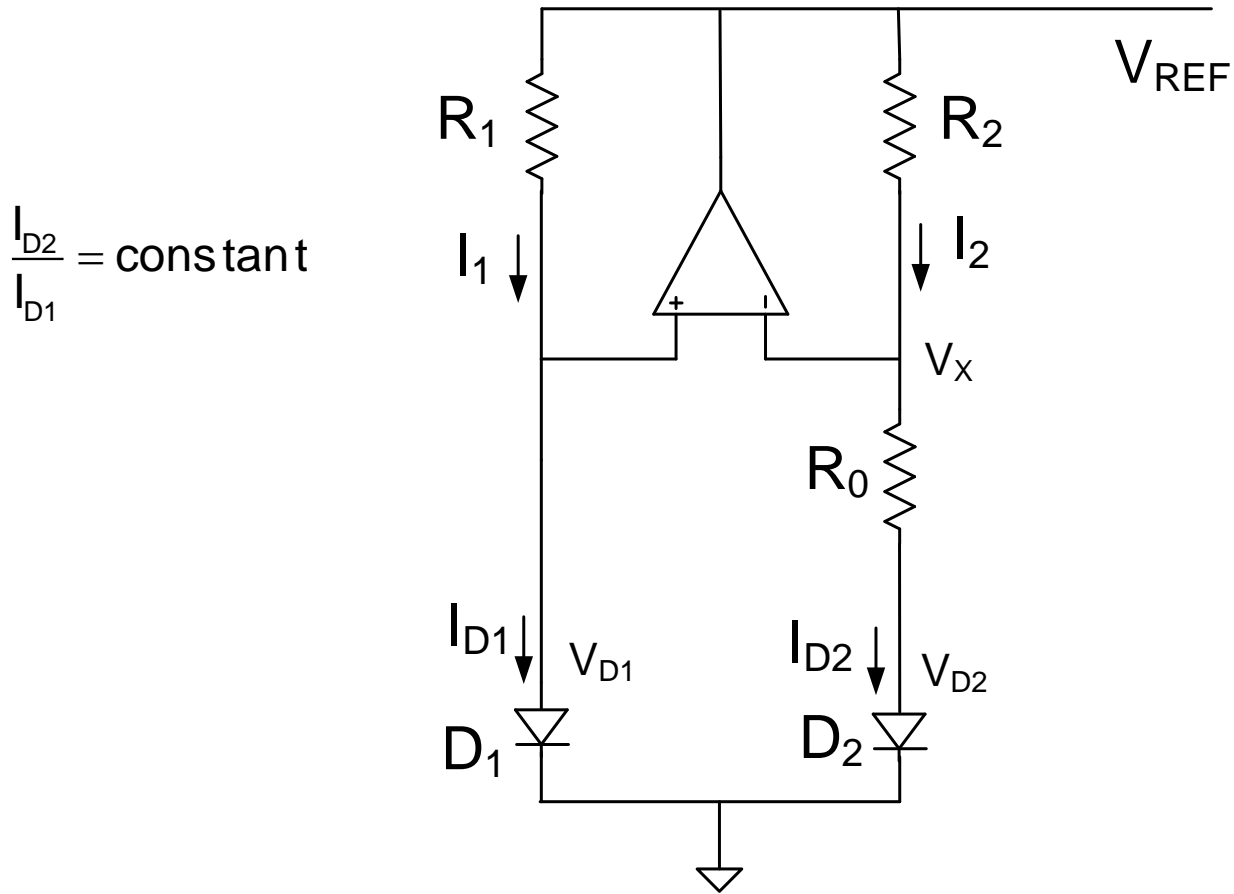 V_REF
R_1
R_2
I_D2 / I_D1 = constant
I_1
I_2
+
−
V_X
R_0
I_D1
V_D1
I_D2
V_D2
D_1
D_2